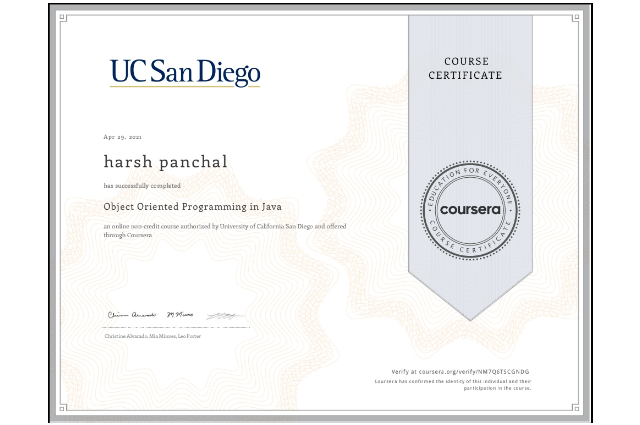 UC San Diego
COURSE
CERTIFICATE
Apr 29, 2021
harsh panchal
has successfully completed
Object Oriented Programming in Java
an online non-credit course authorized by University of California San Diego and offered
through Coursera
EDUCATION FOR EVERYONE
coursera
COURSE CERTIFICATE
Christine Alvarado, Mia Minnes, Leo Porter
Verify at coursera.org/verify/NM7Q6TSCGNDG
Coursera has confirmed the identity of this individual and their
participation in the course.